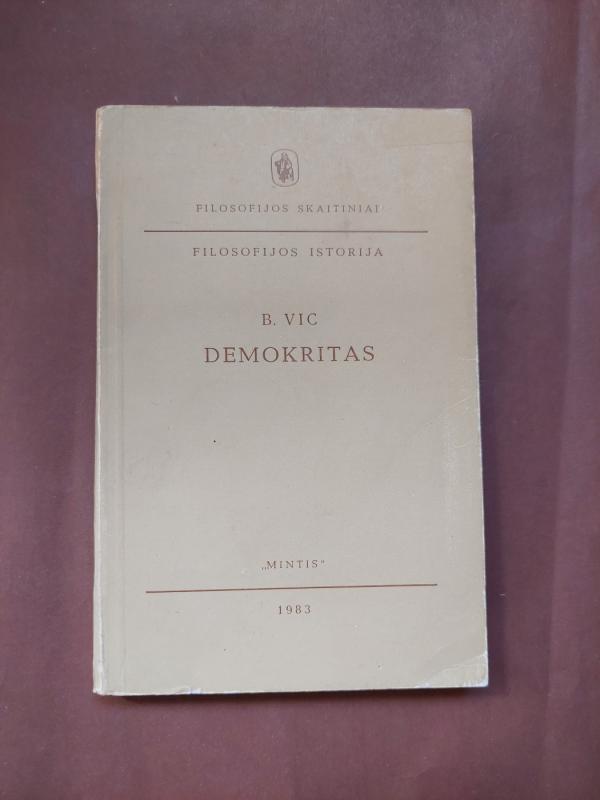 FILOSOFIJOS SKAITINIAI
FILOSOFIJOS ISTORIJA
B. VIC
DEMOKRITAS
„MINTIS“
1983